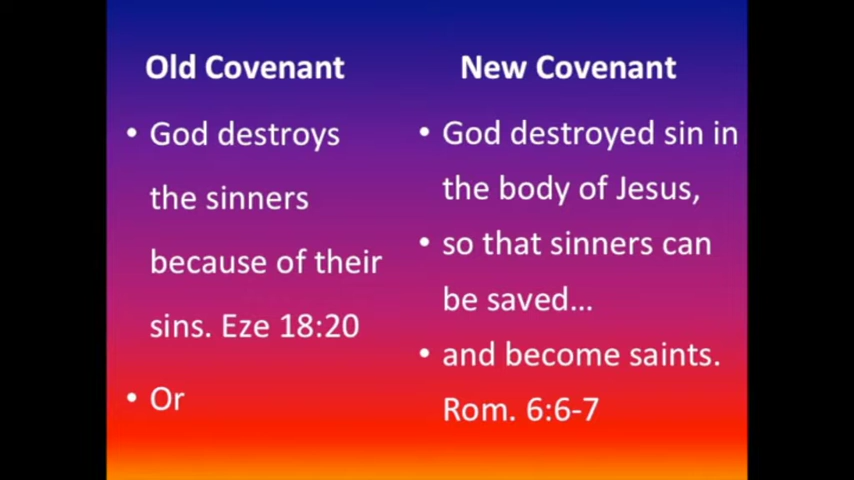 Old Covenant
• God destroys
the sinners
because of their
sins. Eze 18:20
• Or
New Covenant
• God destroyed sin in
the body of Jesus,
• so that sinners can
be saved...
• and become saints.
Rom. 6:6-7